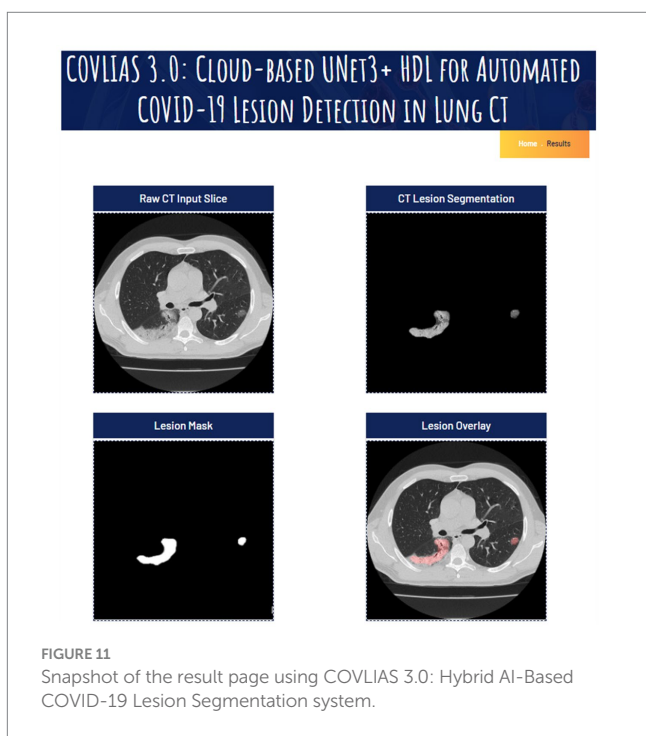 COVLIAS 3.0: CLOUD-BASED UNET3+ HDL FOR AUTOMATED
COVID-19 LESION DETECTION IN LUNG CT
Home Results
Raw CT Input Slice
CT Lesion Segmentation
Lesion Mask
Lesion Overlay
FIGURE 11
Snapshot of the result page using COVLIAS 3.0: Hybrid AI-Based
COVID-19 Lesion Segmentation system.